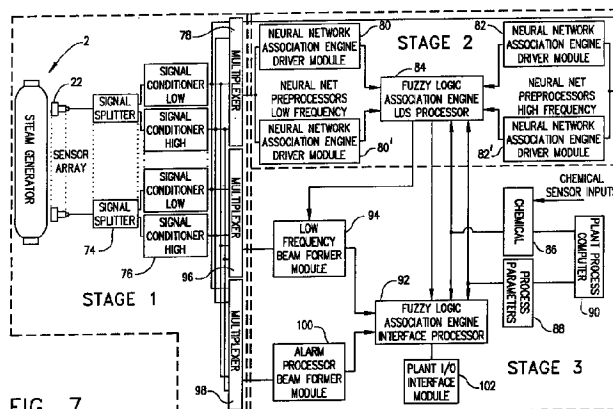 2
22
STEAM GENERATOR
SENSOR
ARRAY
SIGNAL
SPLITTER
SIGNAL
CONDITIONER
LOW
SIGNAL
CONDITIONER
HIGH
SIGNAL
CONDITIONER
LOW
SIGNAL
CONDITIONER
HIGH
SIGNAL
SPLITTER
74
76
STAGE 1
78
MULTIPLEXER
MULTIPLEXER
96
MULTIPLEXER
98
NEURAL NETWORK
ASSOCIATION ENGINE
DRIVER MODULE
80
NEURAL NET
PREPROCESSORS
LOW FREQUENCY
NEURAL NETWORK
ASSOCIATION ENGINE
DRIVER MODULE
80'
STAGE 2
84
FUZZY LOGIC
ASSOCIATION ENGINE
LDS PROCESSOR
82
NEURAL NETWORK
ASSOCIATION ENGINE
DRIVER MODULE
NEURAL NET
PREPROCESSORS
HIGH FREQUENCY
NEURAL NETWORK
ASSOCIATION ENGINE
DRIVER MODULE
82'
CHEMICAL
SENSOR INPUTS
94
LOW
FREQUENCY
BEAM FORMER
MODULE
92
FUZZY LOGIC
ASSOCIATION ENGINE
INTERFACE PROCESSOR
CHEMICAL
86
PROCESS
PARAMETERS
88
PLANT PROCESS
COMPUTER
90
100
ALARM
PROCESSOR
BEAM FORMER
MODULE
PLANT I/O
INTERFACE
MODULE
102
STAGE 3
FIG. 7